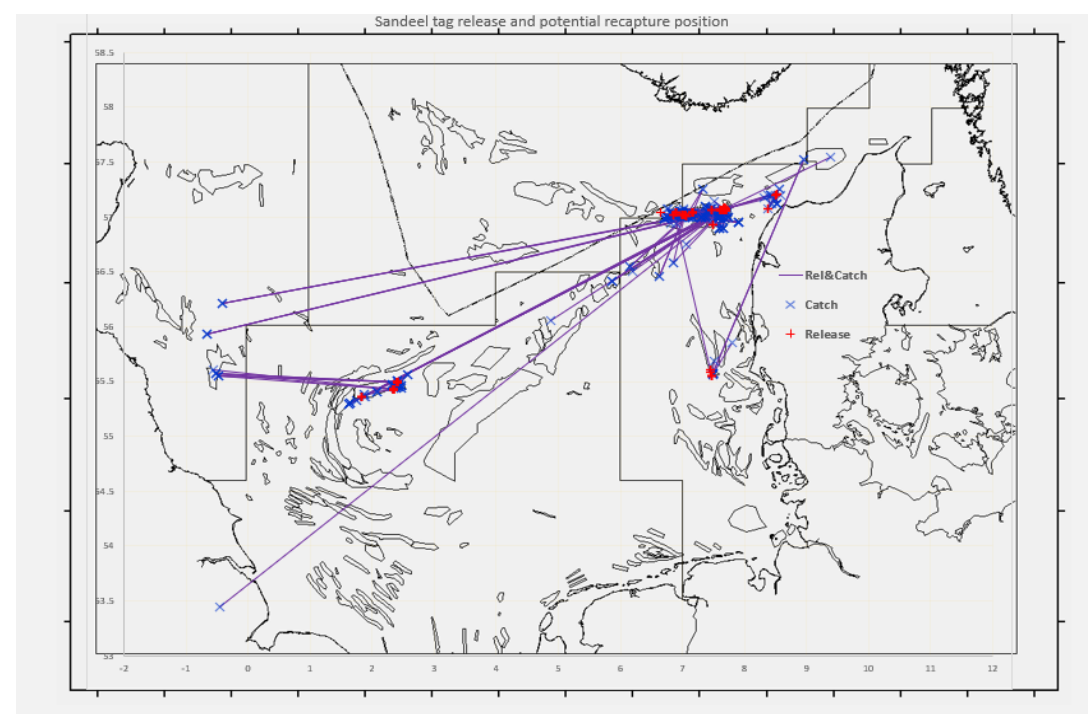 Sandeel tag release and potential recapture position
58.5
58
57.5
57
56.5
56
55.5
55
54.5
54
53.5
53
-2 -1 0 1 2 3 4 5 6 7 8 9 10 11 12
Rel&Catch
Catch
Release